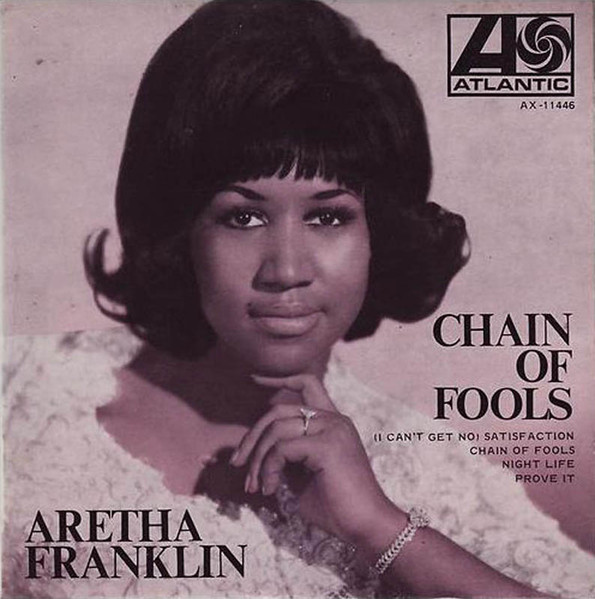 ATLANTIC
AX-11446
CHAIN
OF
FOOLS
(I CAN'T GET NO) SATISFACTION
CHAIN OF FOOLS
NIGHT LIFE
PROVE IT
ARETHA
FRANKLIN